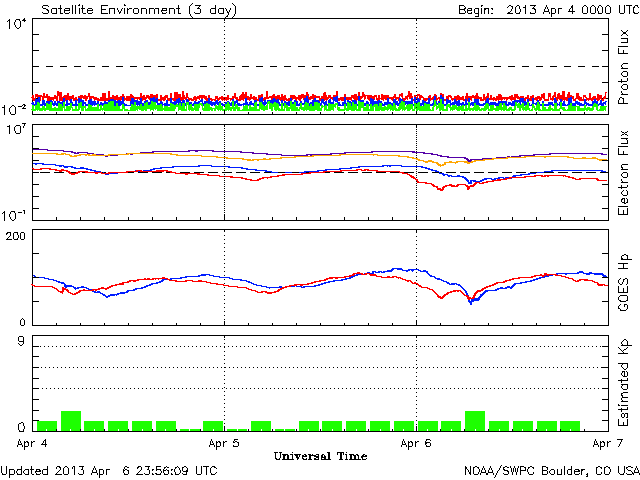 Satellite Environment (3 day) Begin: 2013 Apr 4 0000 UTC
10^4
10^-2
Proton Flux
10^7
10^-1
Electron Flux
200
0
GOES Hp
9
0
Estimated Kp
Apr 4 Apr 5 Apr 6 Apr 7
Universal Time
Updated 2013 Apr 6 23:56:09 UTC NOAA/SWPC Boulder, CO USA